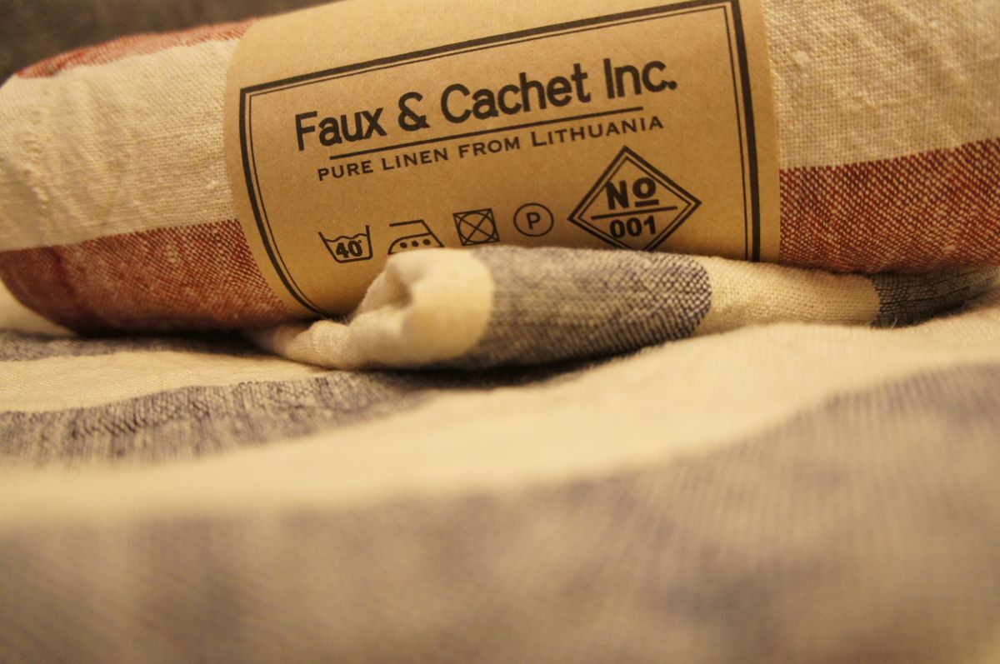 Faux & Cachet Inc.
PURE LINEN FROM LITHUANIA
40°
P
No
001